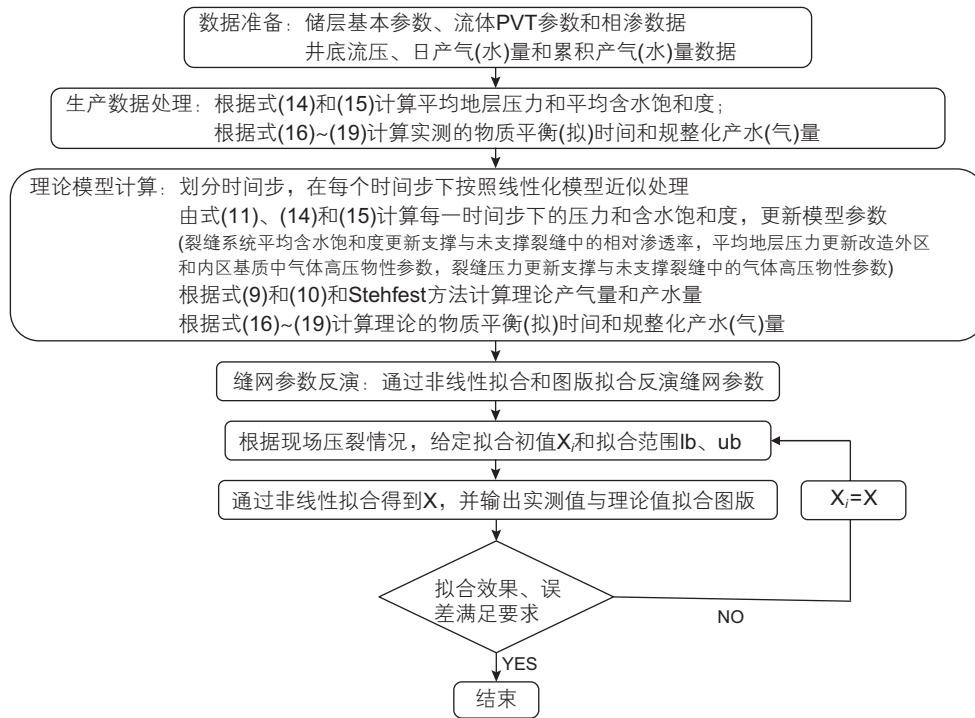 数据准备：储层基本参数、流体PVT参数和相渗数据
井底流压、日产气(水)量和累积产气(水)量数据
生产数据处理：根据式(14)和(15)计算平均地层压力和平均含水饱和度；
根据式(16)~(19)计算实测的物质平衡(拟)时间和规整化产水(气)量
理论模型计算：划分时间步，在每个时间步下按照线性化模型近似处理
由式(11)、(14)和(15)计算每一时间步下的压力和含水饱和度，更新模型参数
(裂缝系统平均含水饱和度更新支撑与未支撑裂缝中的相对渗透率，平均地层压力更新改造外区
和内区基质中气体高压物性参数，裂缝压力更新支撑与未支撑裂缝中的气体高压物性参数)
根据式(9)和(10)和Stehfest方法计算理论产气量和产水量
根据式(16)~(19)计算理论的物质平衡(拟)时间和规整化产水(气)量
缝网参数反演：通过非线性拟合和图版拟合反演缝网参数
根据现场压裂情况，给定拟合初值Xi和拟合范围lb、ub
通过非线性拟合得到X，并输出实测值与理论值拟合图版
Xi=X
拟合效果、误
差满足要求
NO
YES
结束